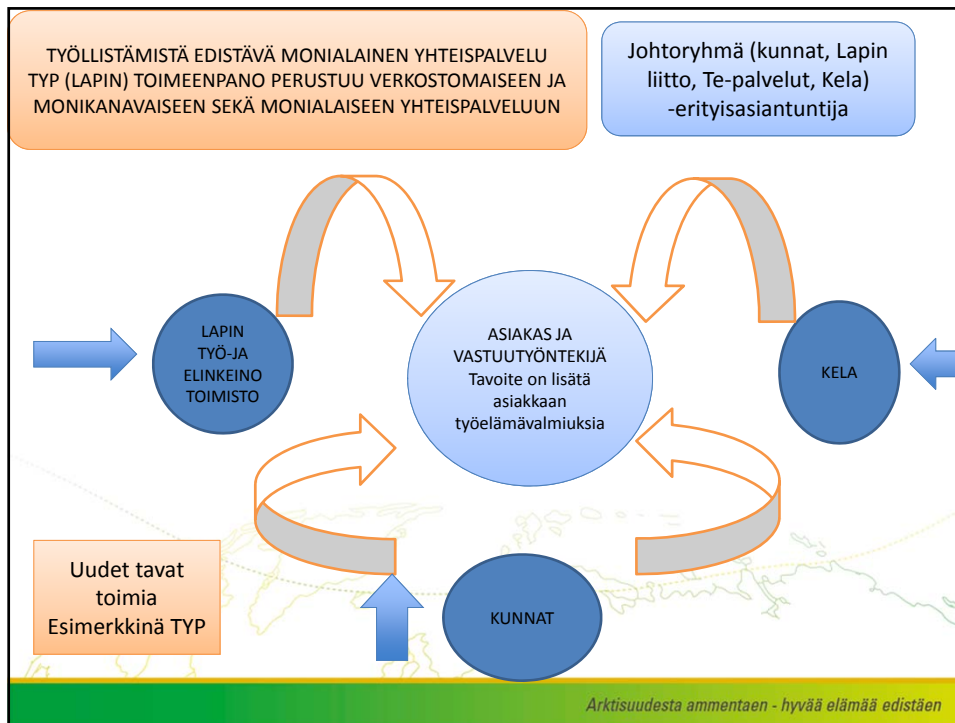 TYÖLLISTÄMISTÄ EDISTÄVÄ MONIALAINEN YHTEISPALVELU
TYP (LAPIN) TOIMEENPANO PERUSTUU VERKOSTOMAISEEN JA
MONIKANAVAISEEN SEKÄ MONIALAISEEN YHTEISPALVELUUN
Johtoryhmä (kunnat, Lapin
liitto, Te-palvelut, Kela)
-erityisasiantuntija
LAPIN
TYÖ-JA
ELINKEINO
TOIMISTO
ASIAKAS JA
VASTUUTYÖNTEKIJÄ
Tavoite on lisätä
asiakkaan
työelämävalmiuksia
KELA
Uudet tavat
toimia
Esimerkkinä TYP
KUNNAT
Arktisuudesta ammentaen - hyvää elämää edistäen